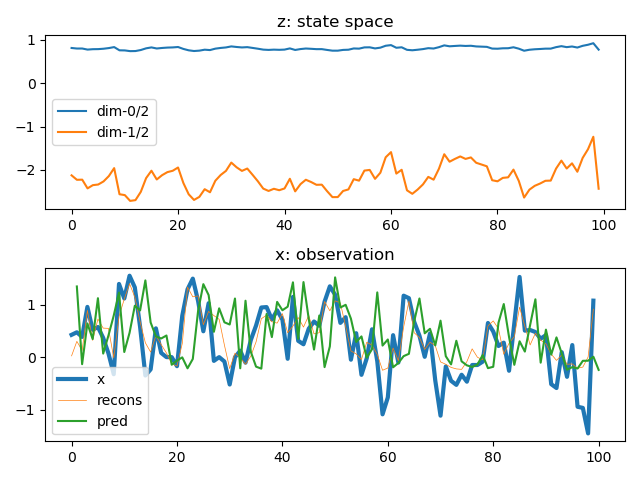 z: state space
1
0
−1
−2
dim-0/2
dim-1/2
0 20 40 60 80 100
x: observation
1
0
−1
x
recons
pred
0 20 40 60 80 100